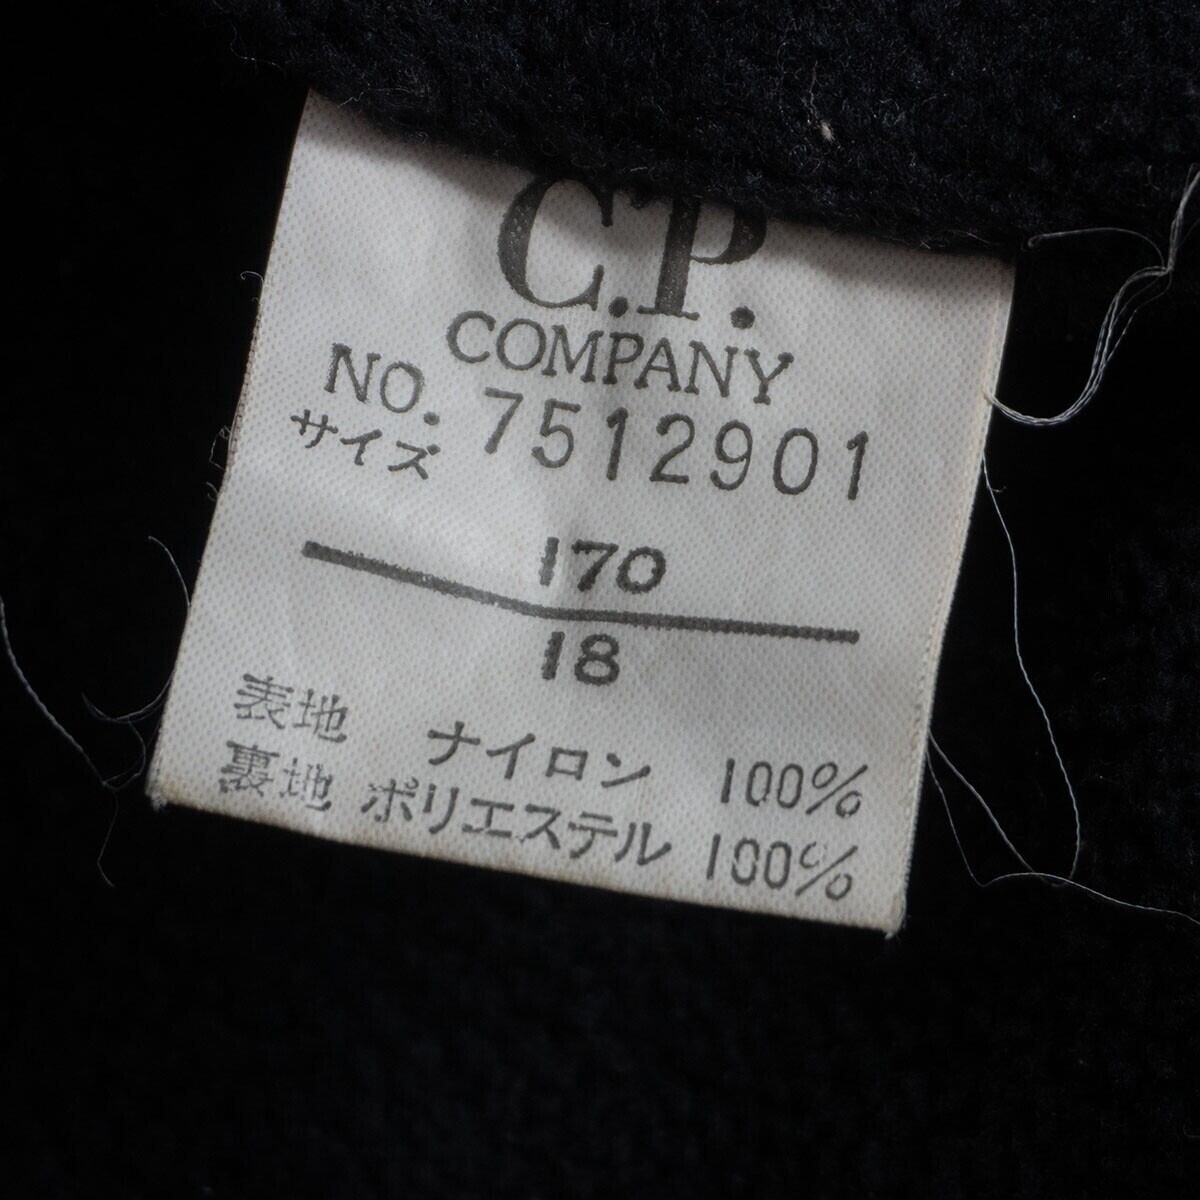 C.P.
COMPANY
NO. 7512901
サイズ
170
18
表地 ナイロン 100%
裏地 ポリエステル 100%